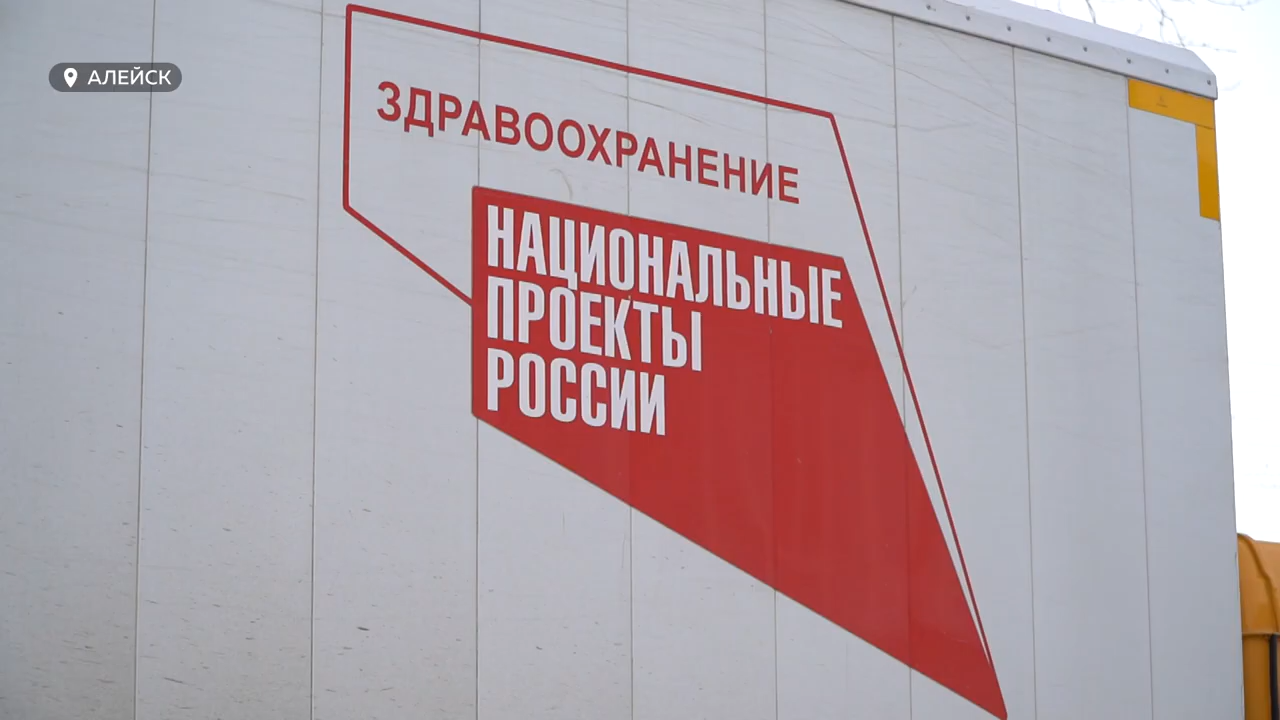 АЛЕЙСК
ЗДРАВООХРАНЕНИЕ
НАЦИОНАЛЬНЫЕ
ПРОЕКТЫ
РОССИИ